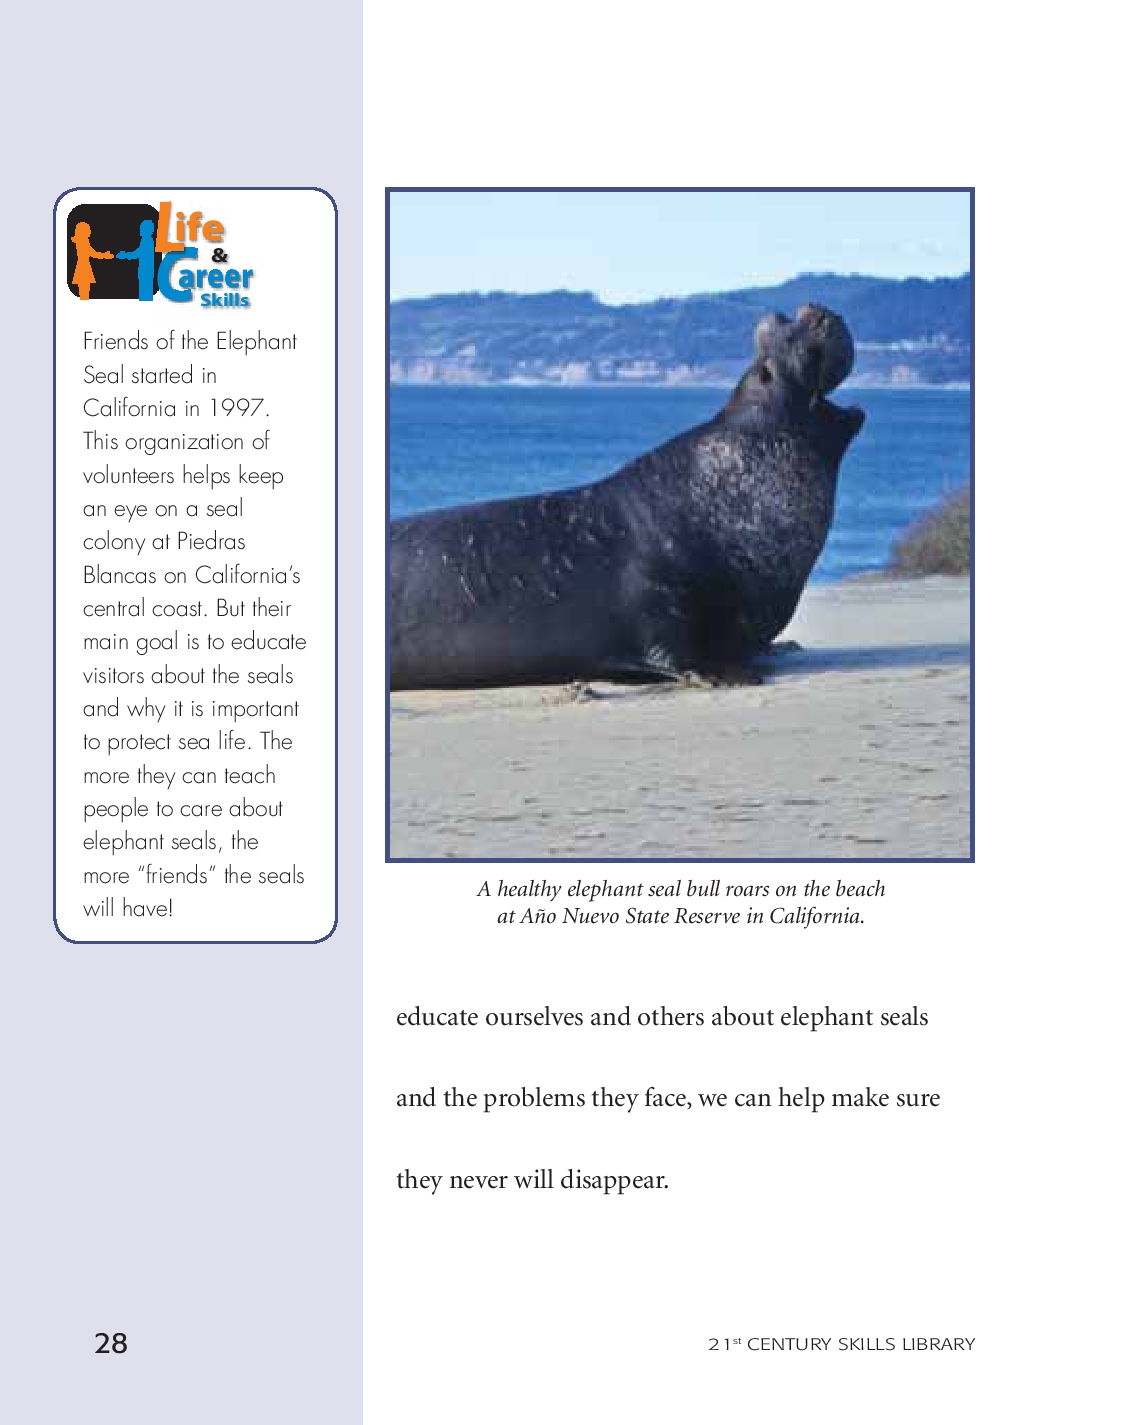 Life
&
Career
Skills
Friends of the Elephant
Seal started in
California in 1997.
This organization of
volunteers helps keep
an eye on a seal
colony at Piedras
Blancas on California’s
central coast. But their
main goal is to educate
visitors about the seals
and why it is important
to protect sea life. The
more they can teach
people to care about
elephant seals, the
more “friends” the seals
will have!
A healthy elephant seal bull roars on the beach
at Año Nuevo State Reserve in California.
educate ourselves and others about elephant seals
and the problems they face, we can help make sure
they never will disappear.
28
21st CENTURY SKILLS LIBRARY